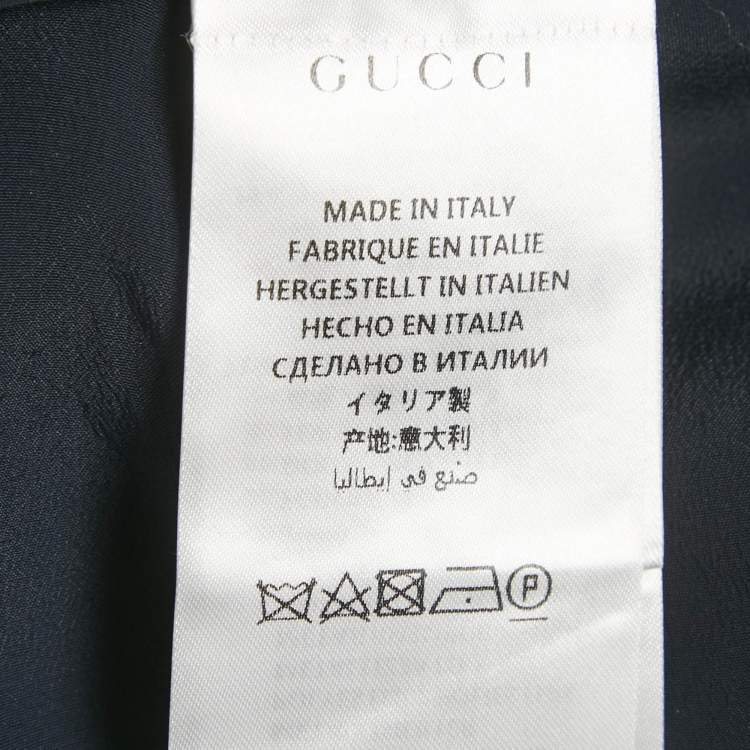 GUCCI
MADE IN ITALY
FABRIQUE EN ITALIE
HERGESTELLT IN ITALIEN
HECHO EN ITALIA
СДЕЛАНО В ИТАЛИИ
イタリア製
产地:意大利
صنع في إيطاليا
P